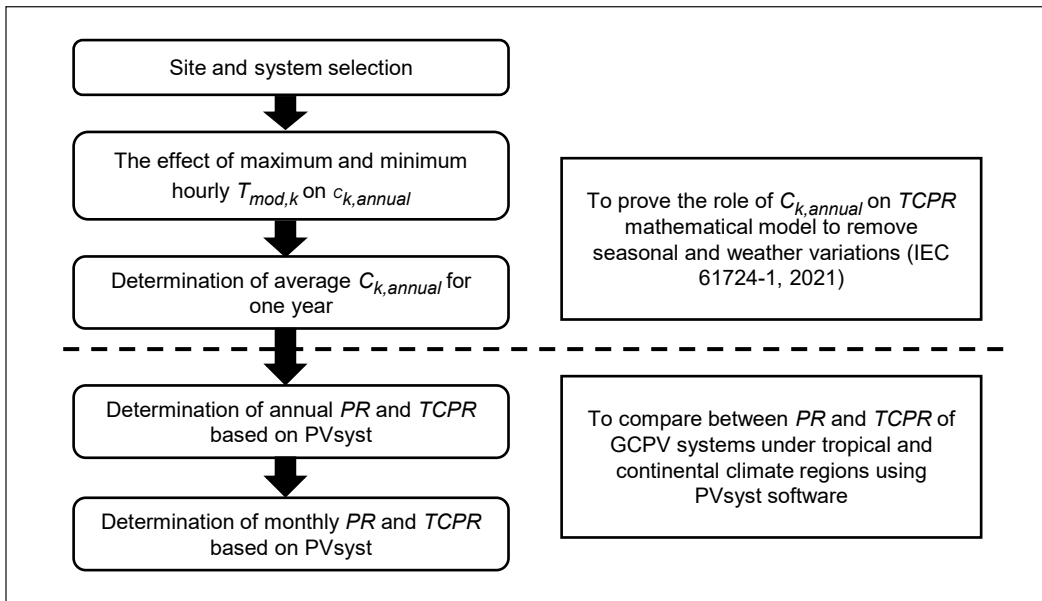 Site and system selection
The effect of maximum and minimum
hourly T_mod,k on c_k,annual
Determination of average C_k,annual for
one year
To prove the role of C_k,annual on TCPR
mathematical model to remove
seasonal and weather variations (IEC
61724-1, 2021)
Determination of annual PR and TCPR
based on PVsyst
Determination of monthly PR and TCPR
based on PVsyst
To compare between PR and TCPR of
GCPV systems under tropical and
continental climate regions using
PVsyst software